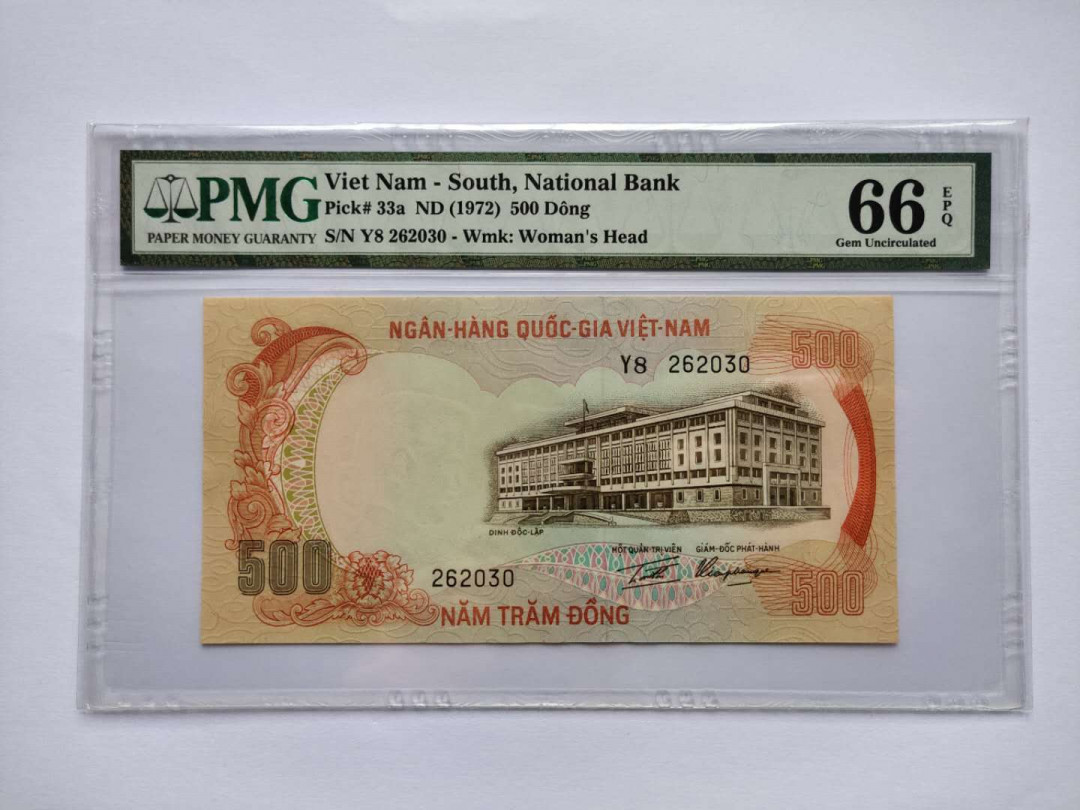 PMG
PAPER MONEY GUARANTY
Viet Nam - South, National Bank
Pick# 33a ND (1972) 500 Dông
S/N Y8 262030 - Wmk: Woman's Head
66
EPQ
Gem Uncirculated
NGÂN-HÀNG QUỐC-GIA VIỆT-NAM
500
Y8 262030
DINH ĐỘC-LẬP
MỘT QUẢN-TRỊ-VIÊN GIÁM-ĐỐC PHÁT-HÀNH
500
262030
500
NĂM TRĂM ĐỒNG